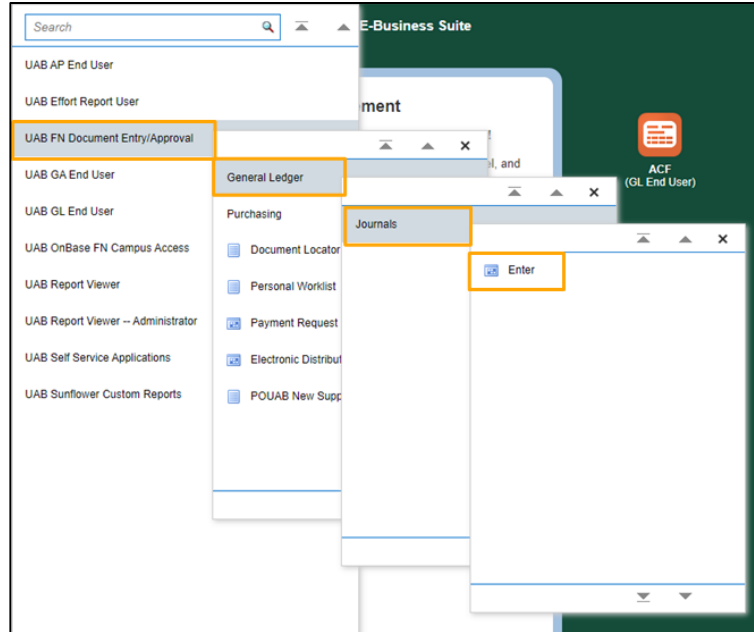 Search
E-Business Suite
UAB AP End User
UAB Effort Report User
ment
UAB FN Document Entry/Approval
UAB GA End User
UAB GL End User
UAB OnBase FN Campus Access
UAB Report Viewer
UAB Report Viewer -- Administrator
UAB Self Service Applications
UAB Sunflower Custom Reports
General Ledger
Purchasing
Document Locator
Personal Worklist
Payment Request
Electronic Distribut
POUAB New Supp
el, and
Journals
Enter
ACF
(GL End User)